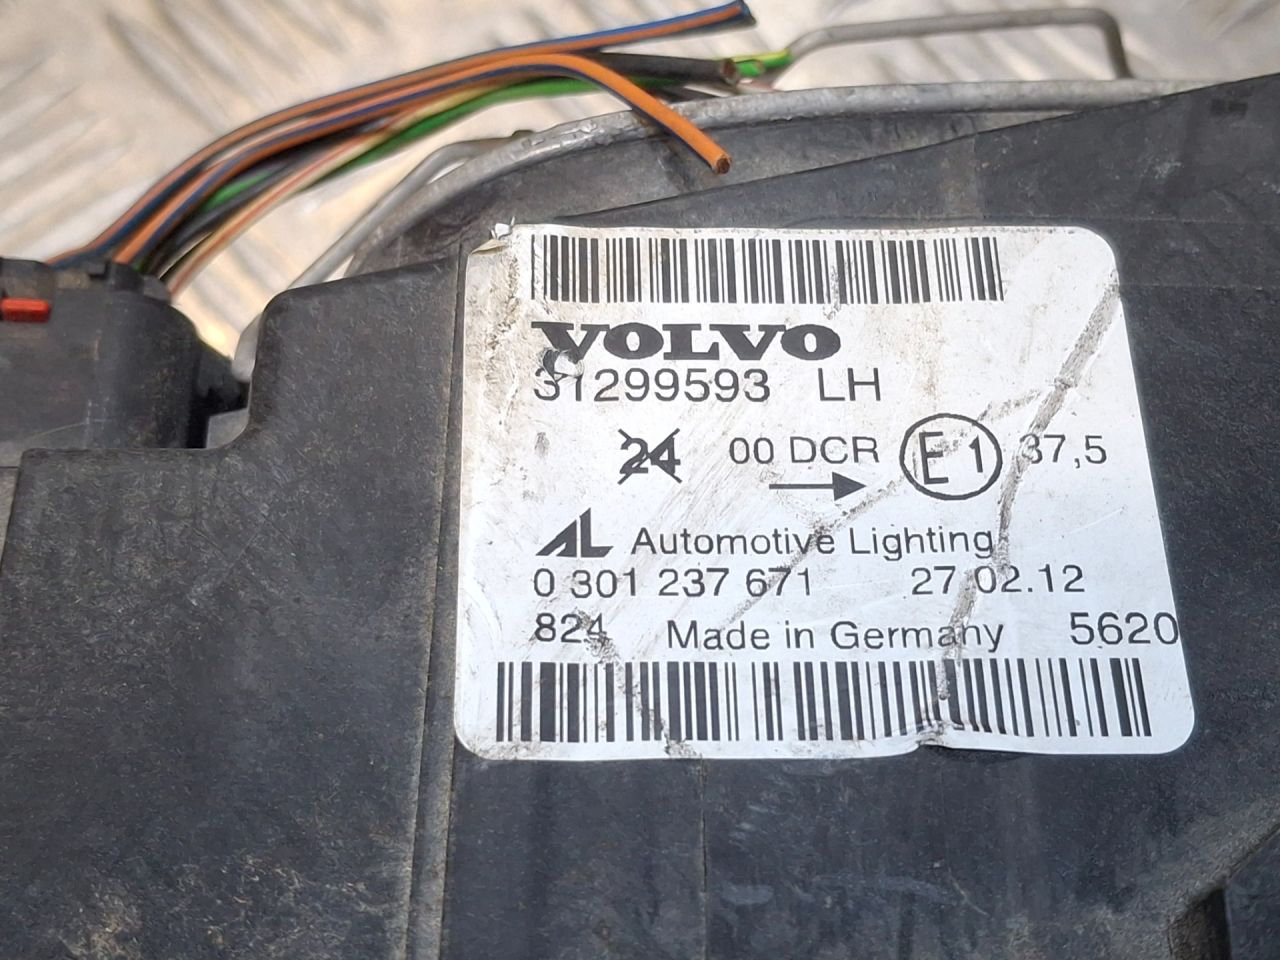 VOLVO
31299593 LH
24 00 DCR E1 37,5
AL Automotive Lighting
0 301 237 671 27.02.12
824 Made in Germany 5620